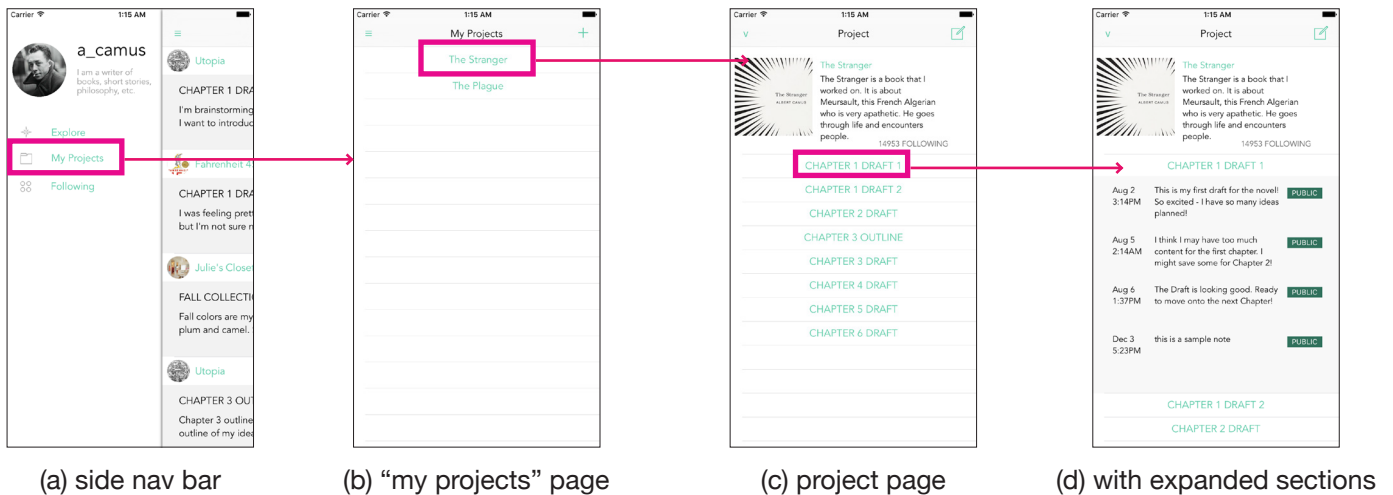 Carrier 1:15 AM
a_camus
I am a writer of
books, short stories,
philosophy, etc.
Explore
My Projects
Following
Utopia
CHAPTER 1 DRA
I'm brainstorming
I want to introduc
Fahrenheit 4
CHAPTER 1 DRA
I was feeling prett
but I'm not sure n
Julie's Closet
FALL COLLECTI
Fall colors are my
plum and camel.
Utopia
CHAPTER 3 OUT
Chapter 3 outline
outline of my idea
(a) side nav bar
Carrier 1:15 AM
My Projects +
The Stranger
The Plague
(b) “my projects” page
Carrier 1:15 AM
v Project
The Stranger
ALBERT CAMUS
The Stranger
The Stranger is a book that I
worked on. It is about
Meursault, this French Algerian
who is very apathetic. He goes
through life and encounters
people.
14953 FOLLOWING
CHAPTER 1 DRAFT 1
CHAPTER 1 DRAFT 2
CHAPTER 2 DRAFT
CHAPTER 3 OUTLINE
CHAPTER 3 DRAFT
CHAPTER 4 DRAFT
CHAPTER 5 DRAFT
CHAPTER 6 DRAFT
(c) project page
Carrier 1:15 AM
v Project
The Stranger
ALBERT CAMUS
The Stranger
The Stranger is a book that I
worked on. It is about
Meursault, this French Algerian
who is very apathetic. He goes
through life and encounters
people.
14953 FOLLOWING
CHAPTER 1 DRAFT 1
Aug 2 This is my first draft for the novel! PUBLIC
3:14PM So excited - I have so many ideas
planned!
Aug 5 I think I may have too much PUBLIC
2:14AM content for the first chapter. I
might save some for Chapter 2!
Aug 6 The Draft is looking good. Ready PUBLIC
1:37PM to move onto the next Chapter!
Dec 3 this is a sample note PUBLIC
5:23PM
CHAPTER 1 DRAFT 2
CHAPTER 2 DRAFT
(d) with expanded sections